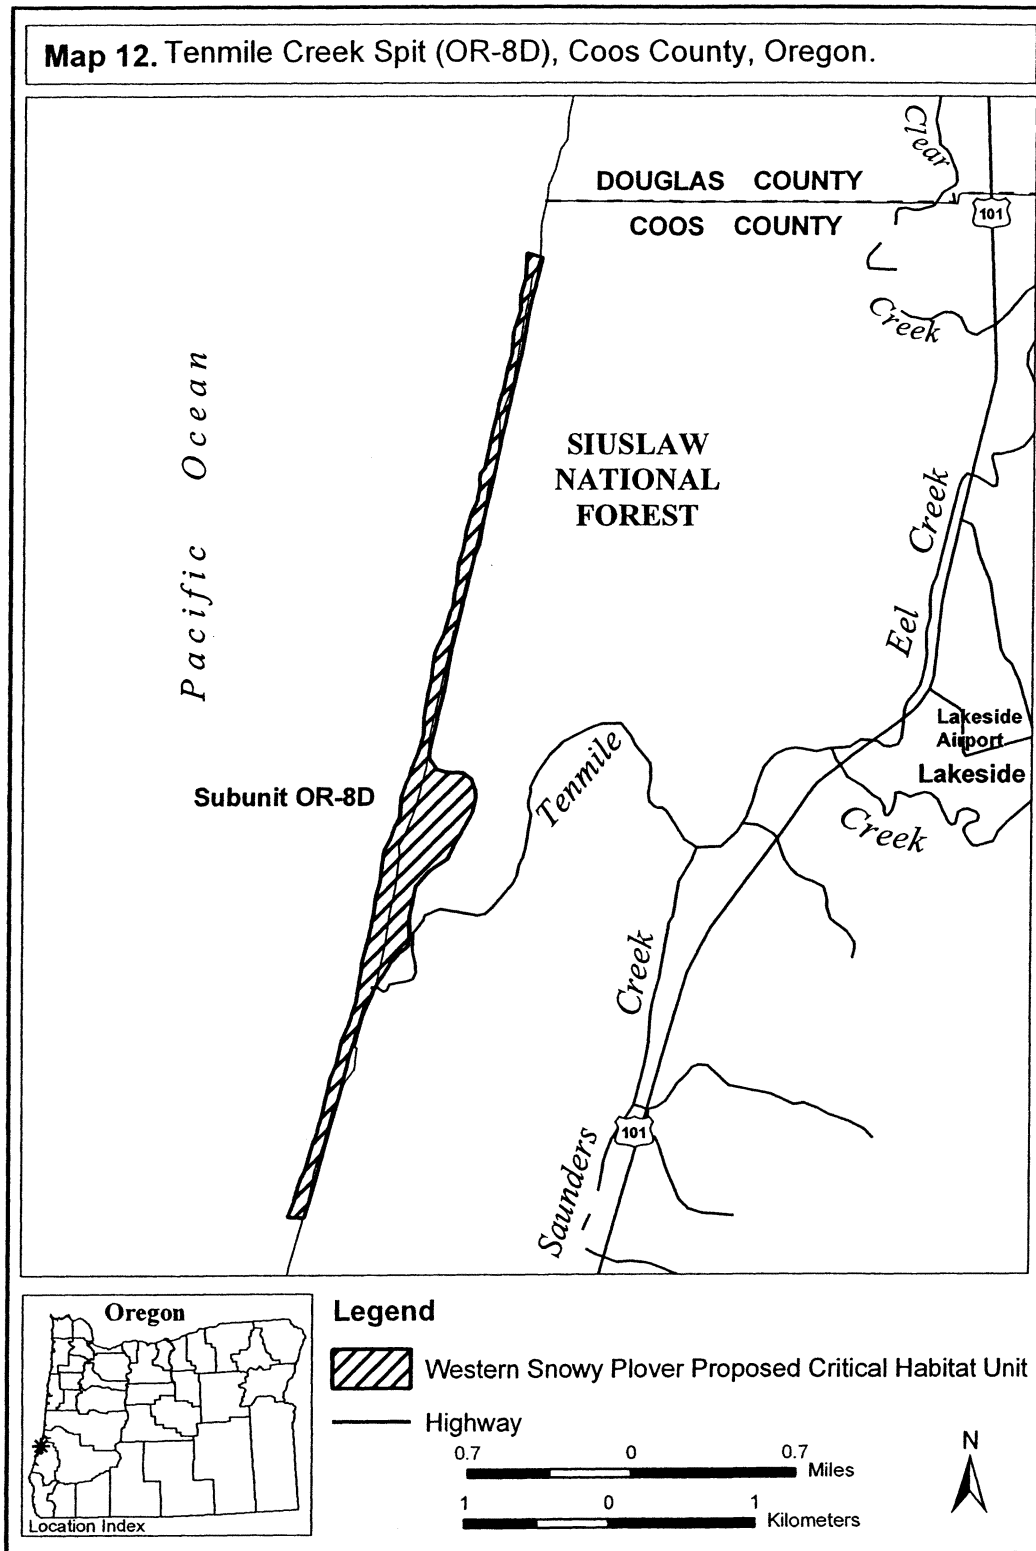 Map 12. Tenmile Creek Spit (OR-8D), Coos County, Oregon.
Clear
DOUGLAS COUNTY
COOS COUNTY
101
Creek
Pacific Ocean
SIUSLAW
NATIONAL
FOREST
Eel Creek
Lakeside
Airport
Lakeside
Subunit OR-8D
Tenmile
Creek
Creek
101
Saunders
Oregon
Location Index
Legend
Western Snowy Plover Proposed Critical Habitat Unit
Highway
0.7 0 0.7
Miles
1 0 1
Kilometers
N